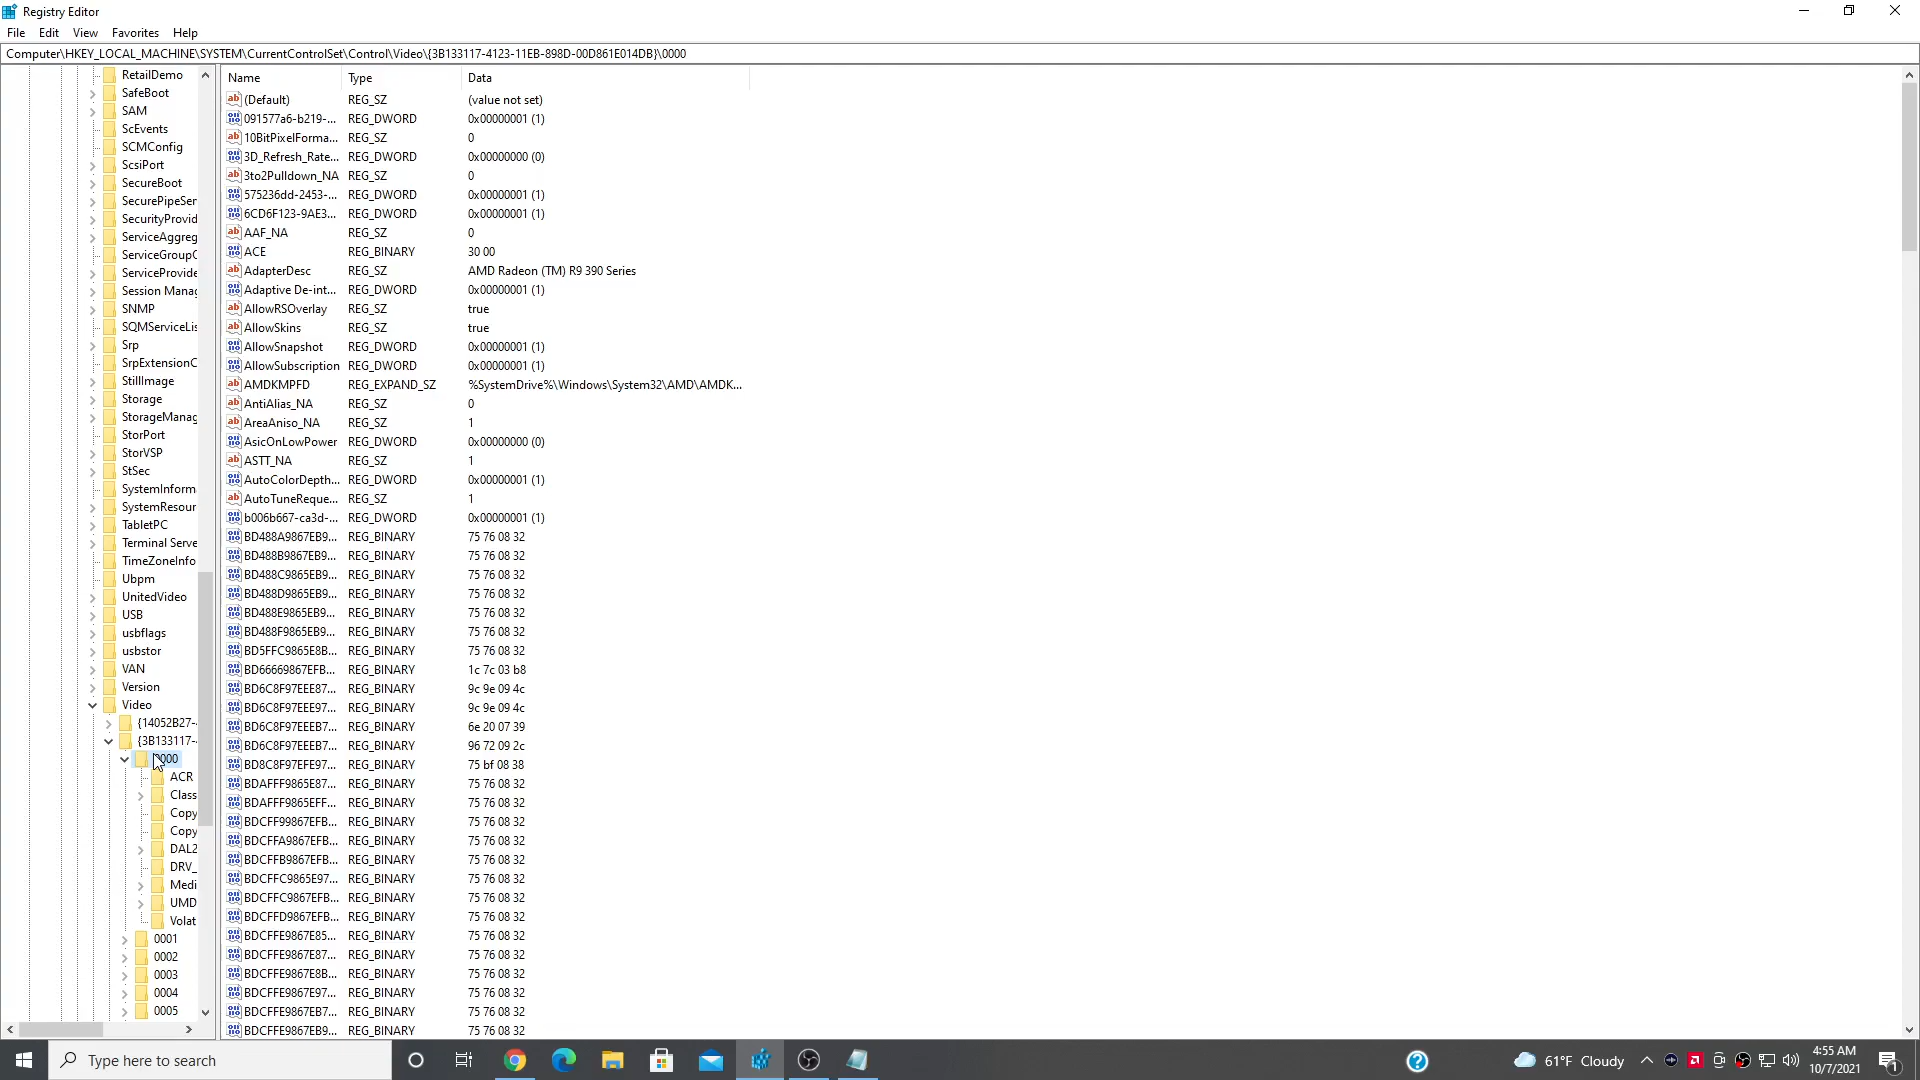 Registry Editor
File Edit View Favorites Help
Computer\HKEY_LOCAL_MACHINE\SYSTEM\CurrentControlSet\Control\Video\{3B133117-4123-11EB-898D-00D861E014DB}\0000
RetailDemo
SafeBoot
SAM
ScEvents
SCMConfig
ScsiPort
SecureBoot
SecurePipeSer
SecurityProvid
ServiceAggreg
ServiceGroupO
ServiceProvide
Session Manag
SNMP
SQMServiceLis
Srp
SrpExtensionC
StillImage
Storage
StorageManag
StorPort
StorVSP
StSec
SystemInform
SystemResour
TabletPC
Terminal Serve
TimeZoneInfo
Ubpm
UnitedVideo
USB
usbflags
usbstor
VAN
Version
Video
{14052B27-
{3B133117-
0000
ACR
Class
Copy
Copy
DAL2
DRV_
Medi
UMD
Volat
0001
0002
0003
0004
0005
Name Type Data
(Default) REG_SZ (value not set)
091577a6-b219-... REG_DWORD 0x00000001 (1)
10BitPixelForma... REG_SZ 0
3D_Refresh_Rate... REG_DWORD 0x00000000 (0)
3to2Pulldown_NA REG_SZ 0
575236dd-2453-... REG_DWORD 0x00000001 (1)
6CD6F123-9AE3... REG_DWORD 0x00000001 (1)
AAF_NA REG_SZ 0
ACE REG_BINARY 30 00
AdapterDesc REG_SZ AMD Radeon (TM) R9 390 Series
Adaptive De-int... REG_DWORD 0x00000001 (1)
AllowRSOverlay REG_SZ true
AllowSkins REG_SZ true
AllowSnapshot REG_DWORD 0x00000001 (1)
AllowSubscription REG_DWORD 0x00000001 (1)
AMDKMPFD REG_EXPAND_SZ %SystemDrive%\Windows\System32\AMD\AMDK...
AntiAlias_NA REG_SZ 0
AreaAniso_NA REG_SZ 1
AsicOnLowPower REG_DWORD 0x00000000 (0)
ASTT_NA REG_SZ 1
AutoColorDepth... REG_DWORD 0x00000001 (1)
AutoTuneReque... REG_SZ 1
b006b667-ca3d-... REG_DWORD 0x00000001 (1)
BD488A9867EB9... REG_BINARY 75 76 08 32
BD488B9867EB9... REG_BINARY 75 76 08 32
BD488C9865EB9... REG_BINARY 75 76 08 32
BD488D9865EB9... REG_BINARY 75 76 08 32
BD488E9865EB9... REG_BINARY 75 76 08 32
BD488F9865EB9... REG_BINARY 75 76 08 32
BD5FFC9865E8B... REG_BINARY 75 76 08 32
BD66669867EFB... REG_BINARY 1c 7c 03 b8
BD6C8F97EEE87... REG_BINARY 9c 9e 09 4c
BD6C8F97EEE97... REG_BINARY 9c 9e 09 4c
BD6C8F97EEEB7... REG_BINARY 6e 20 07 39
BD6C8F97EEEB7... REG_BINARY 96 72 09 2c
BD8C8F97EFE97... REG_BINARY 75 bf 08 38
BDAFFF9865E87... REG_BINARY 75 76 08 32
BDAFFF9865EFF... REG_BINARY 75 76 08 32
BDCFF99867EFB... REG_BINARY 75 76 08 32
BDCFFA9867EFB... REG_BINARY 75 76 08 32
BDCFFB9867EFB... REG_BINARY 75 76 08 32
BDCFFC9865E97... REG_BINARY 75 76 08 32
BDCFFC9867EFB... REG_BINARY 75 76 08 32
BDCFFD9867EFB... REG_BINARY 75 76 08 32
BDCFFE9867E85... REG_BINARY 75 76 08 32
BDCFFE9867E87... REG_BINARY 75 76 08 32
BDCFFE9867E8B... REG_BINARY 75 76 08 32
BDCFFE9867E97... REG_BINARY 75 76 08 32
BDCFFE9867EB7... REG_BINARY 75 76 08 32
BDCFFE9867EB9... REG_BINARY 75 76 08 32
Type here to search
61°F Cloudy
4:55 AM
10/7/2021
1